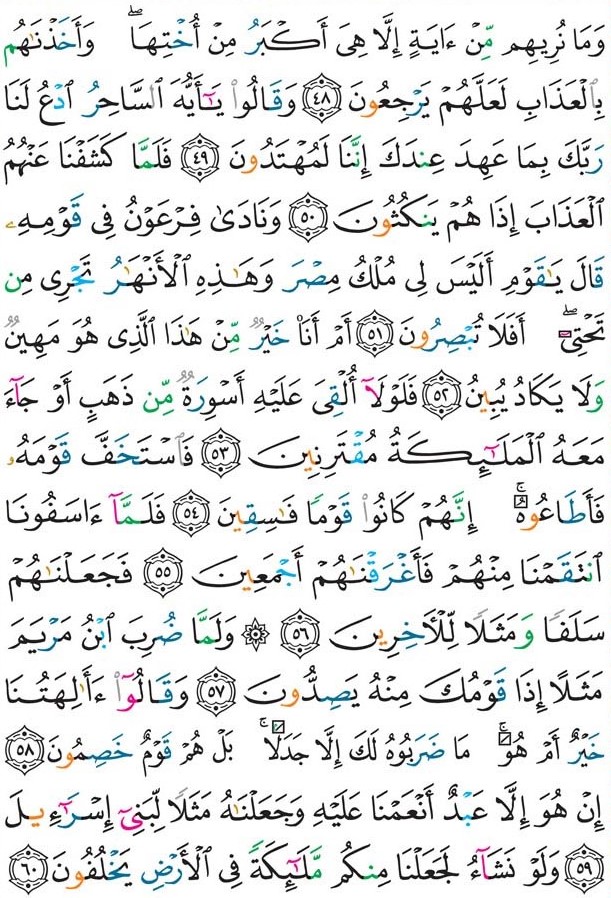 وَمَا نُرِيهِم مِّنْ ءَايَةٍ إِلَّا هِىَ أَكْبَرُ مِنْ أُخْتِهَا ۖ وَأَخَذْنَٰهُم
بِٱلْعَذَابِ لَعَلَّهُمْ يَرْجِعُونَ ٤٨ وَقَالُوا۟ يَٰٓأَيُّهَ ٱلسَّاحِرُ ٱدْعُ لَنَا
رَبَّكَ بِمَا عَهِدَ عِندَكَ إِنَّنَا لَمُهْتَدُونَ ٤٩ فَلَمَّا كَشَفْنَا عَنْهُمُ
ٱلْعَذَابَ إِذَا هُمْ يَنكُثُونَ ٥٠ وَنَادَىٰ فِرْعَوْنُ فِى قَوْمِهِۦ
قَالَ يَٰقَوْمِ أَلَيْسَ لِى مُلْكُ مِصْرَ وَهَٰذِهِ ٱلْأَنْهَٰرُ تَجْرِى مِن
تَحْتِىٓ ۖ أَفَلَا تُبْصِرُونَ ٥١ أَمْ أَنَا۠ خَيْرٌ مِّنْ هَٰذَا ٱلَّذِى هُوَ مَهِينٌ
وَلَا يَكَادُ يُبِينُ ٥٢ فَلَوْلَآ أُلْقِىَ عَلَيْهِ أَسْوِرَةٌ مِّن ذَهَبٍ أَوْ جَآءَ
مَعَهُ ٱلْمَلَٰٓئِكَةُ مُقْتَرِنِينَ ٥٣ فَٱسْتَخَفَّ قَوْمَهُۥ
فَأَطَاعُوهُ ۚ إِنَّهُمْ كَانُوا۟ قَوْمًا فَٰسِقِينَ ٥٤ فَلَمَّآ ءَاسَفُونَا
ٱنتَقَمْنَا مِنْهُمْ فَأَغْرَقْنَٰهُمْ أَجْمَعِينَ ٥٥ فَجَعَلْنَٰهُمْ
سَلَفًا وَمَثَلًا لِّلْءَاخِرِينَ ٥٦ ۞ وَلَمَّا ضُرِبَ ٱبْنُ مَرْيَمَ
مَثَلًا إِذَا قَوْمُكَ مِنْهُ يَصِدُّونَ ٥٧ وَقَالُوٓا۟ ءَأَٰلِهَتُنَا
خَيْرٌ أَمْ هُوَ ۚ مَا ضَرَبُوهُ لَكَ إِلَّا جَدَلًۢا ۚ بَلْ هُمْ قَوْمٌ خَصِمُونَ ٥٨
إِنْ هُوَ إِلَّا عَبْدٌ أَنْعَمْنَا عَلَيْهِ وَجَعَلْنَٰهُ مَثَلًا لِّبَنِىٓ إِسْرَٰٓءِيلَ
٥٩ وَلَوْ نَشَآءُ لَجَعَلْنَا مِنكُم مَّلَٰٓئِكَةً فِى ٱلْأَرْضِ يَخْلُفُونَ ٦٠